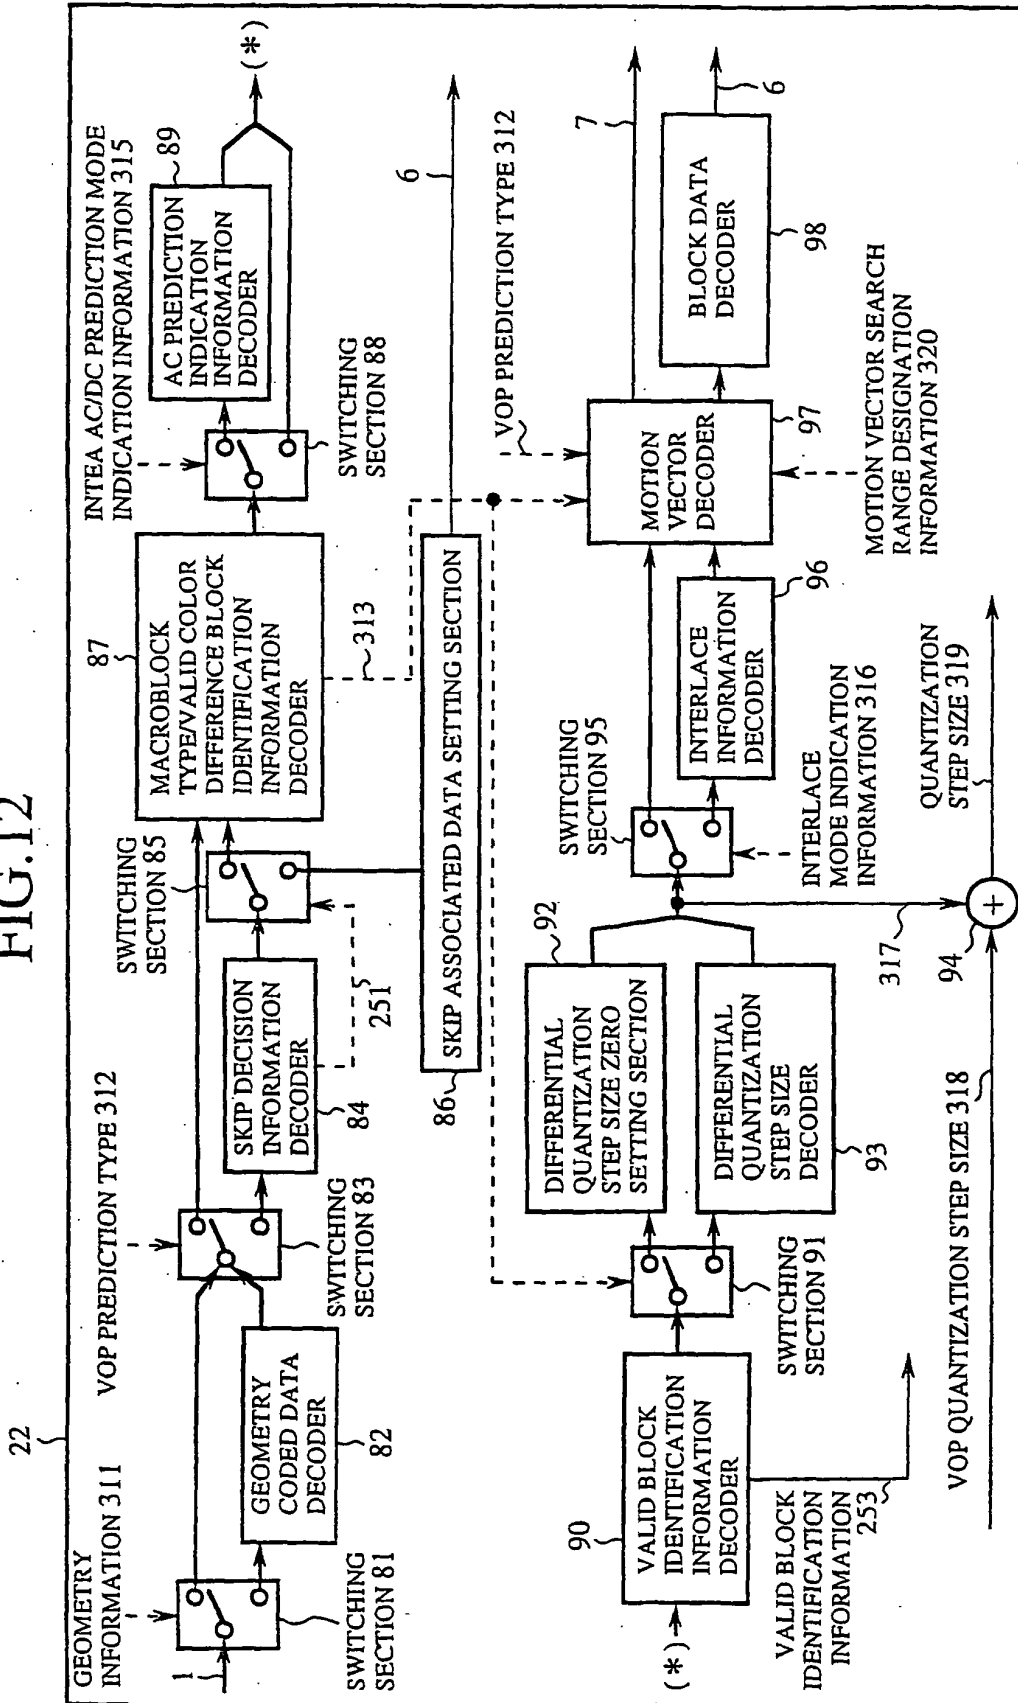 FIG.12
22
GEOMETRY
INFORMATION 311
1
SWITCHING
SECTION 81
GEOMETRY
CODED DATA
DECODER
82
VOP PREDICTION TYPE 312
SWITCHING
SECTION 83
SKIP DECISION
INFORMATION
DECODER
84
251
SWITCHING
SECTION 85
87
MACROBLOCK
TYPE/VALID COLOR
DIFFERENCE BLOCK
IDENTIFICATION
INFORMATION
DECODER
313
INTEA AC/DC PREDICTION MODE
INDICATION INFORMATION 315
SWITCHING
SECTION 88
AC PREDICTION
INDICATION
INFORMATION
DECODER
89
(*)
86
SKIP ASSOCIATED DATA SETTING SECTION
6
(*)
90
VALID BLOCK
IDENTIFICATION
INFORMATION
DECODER
VALID BLOCK
IDENTIFICATION
INFORMATION
253
SWITCHING
SECTION 91
DIFFERENTIAL
QUANTIZATION
STEP SIZE ZERO
SETTING SECTION
92
DIFFERENTIAL
QUANTIZATION
STEP SIZE
DECODER
93
317
94
+
VOP QUANTIZATION STEP SIZE 318
QUANTIZATION
STEP SIZE 319
SWITCHING
SECTION 95
INTERLACE
MODE INDICATION
INFORMATION 316
INTERLACE
INFORMATION
DECODER
96
VOP PREDICTION TYPE 312
MOTION
VECTOR
DECODER
97
MOTION VECTOR SEARCH
RANGE DESIGNATION
INFORMATION 320
7
BLOCK DATA
DECODER
98
6